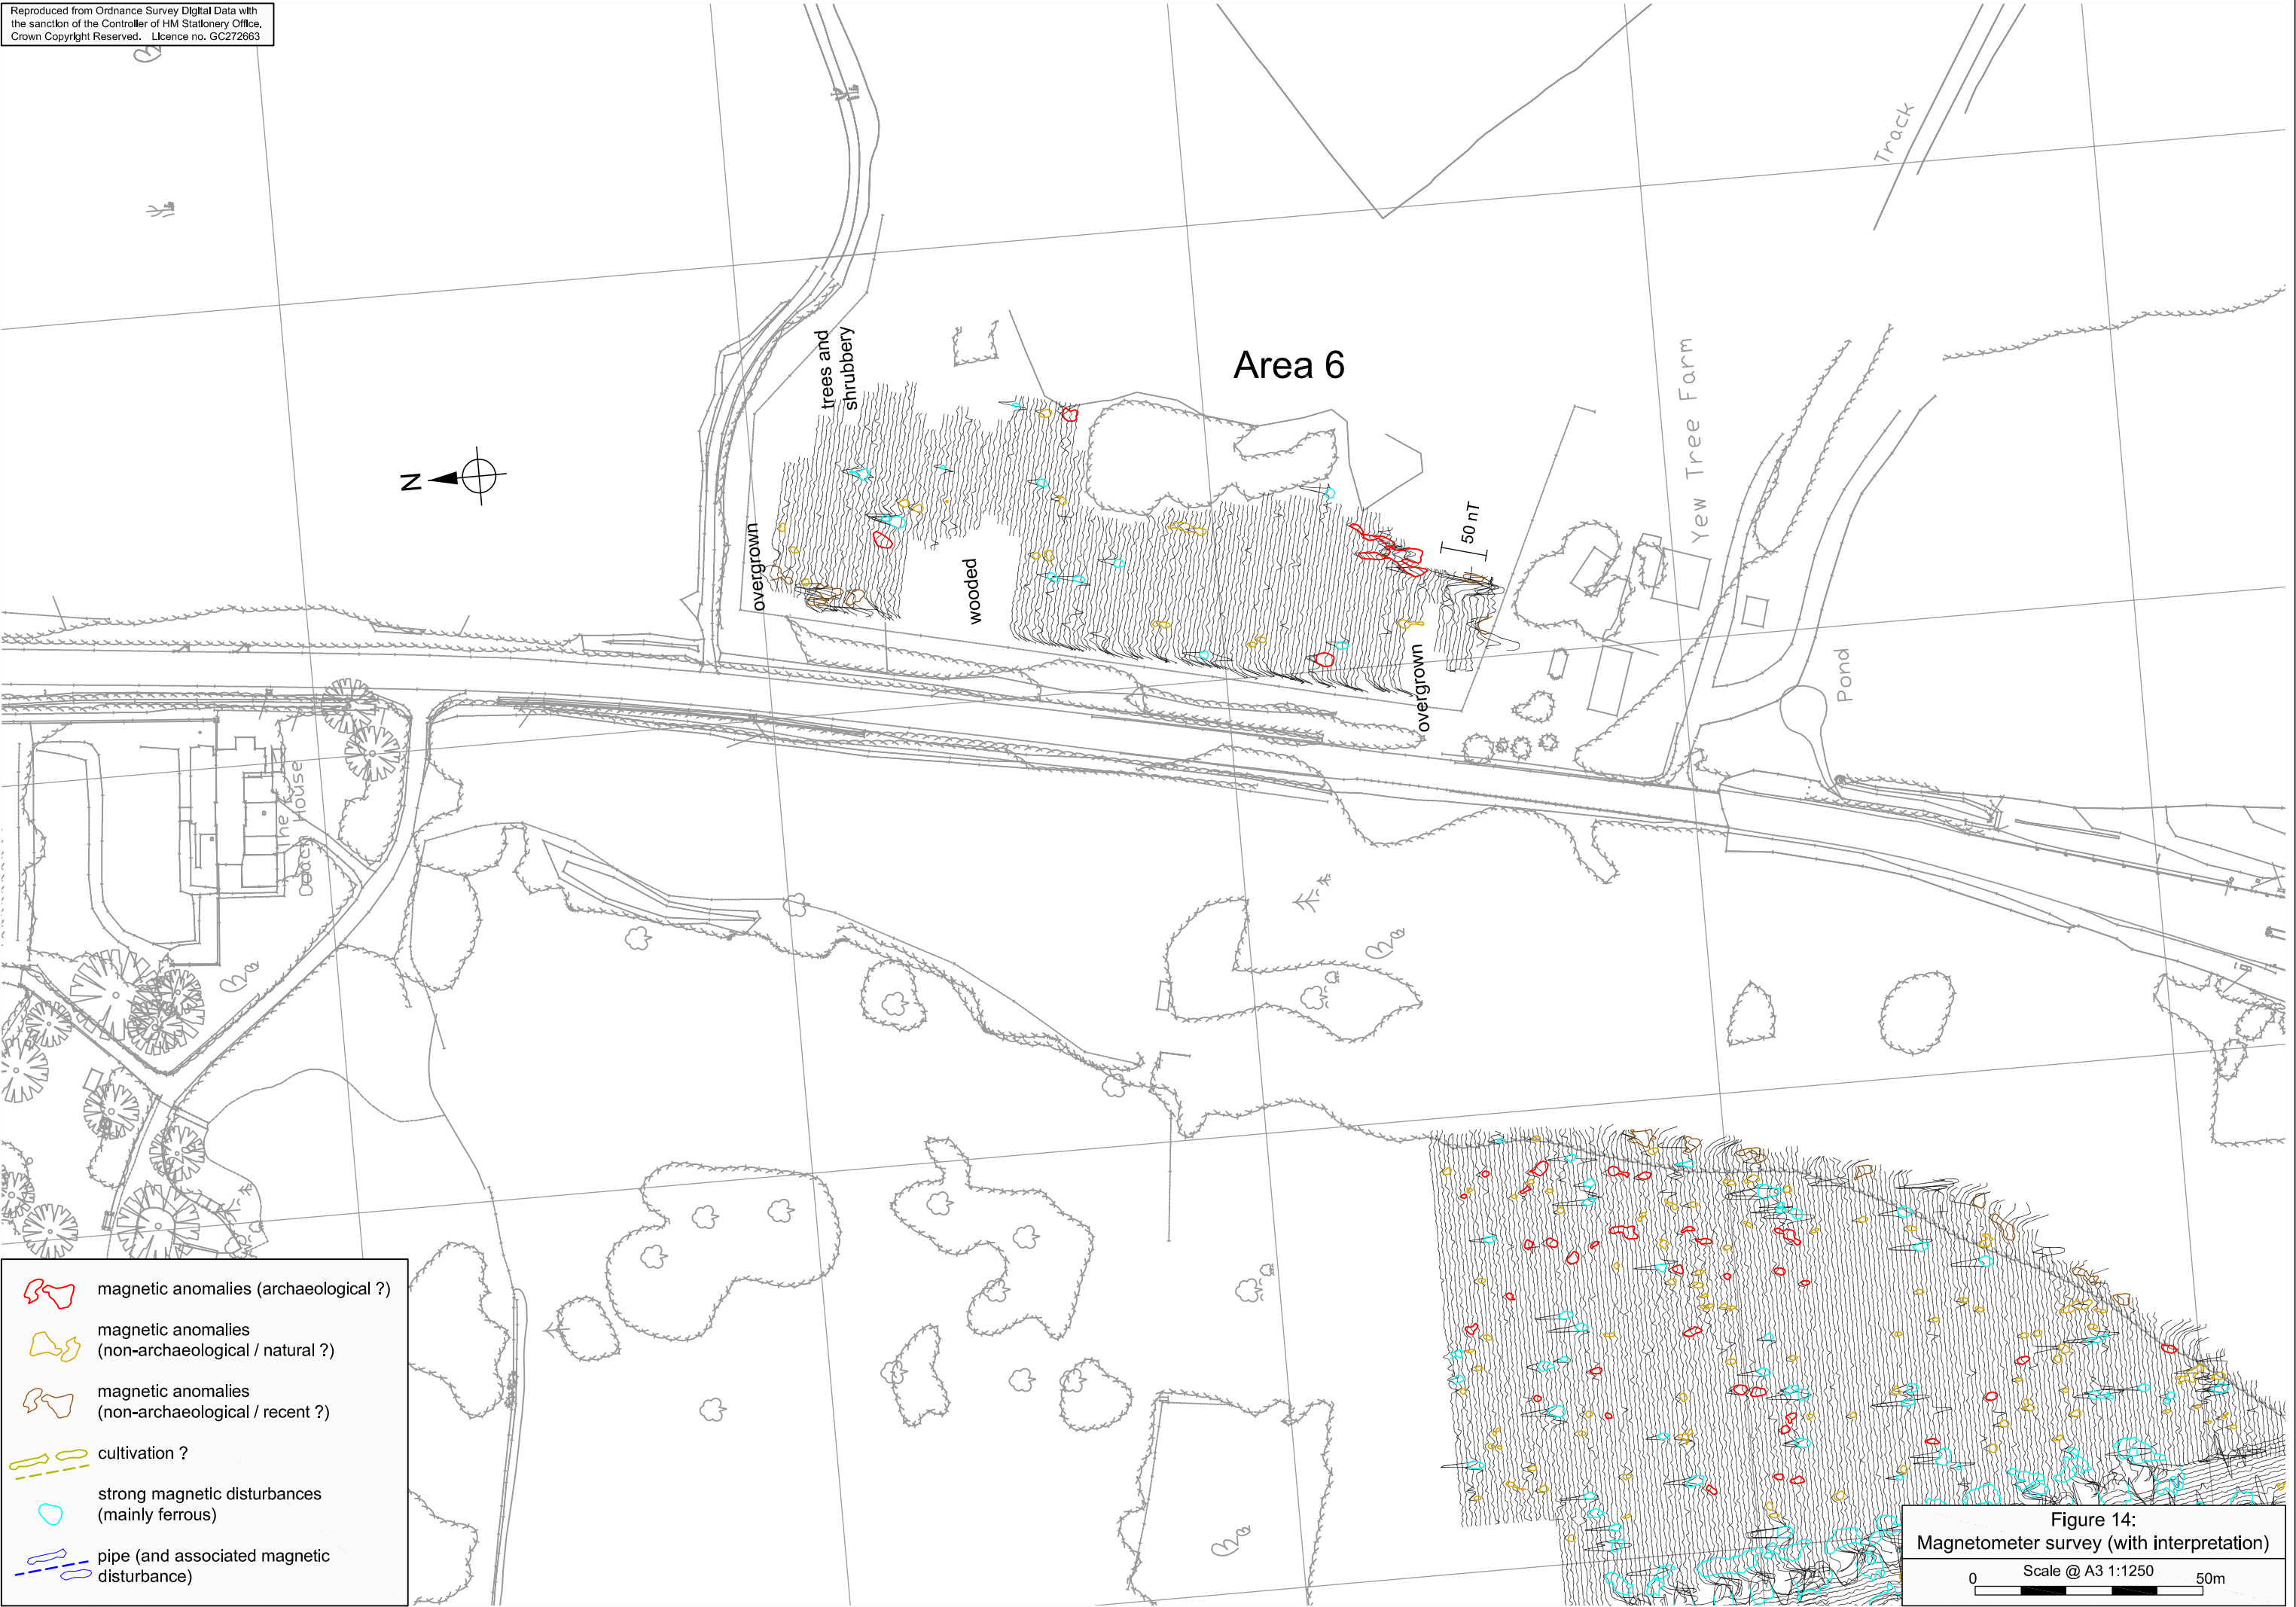 Reproduced from Ordnance Survey Digital Data with
the sanction of the Controller of HM Stationery Office.
Crown Copyright Reserved. Licence no. GC272663
Track
trees and
shrubbery
Area 6
Yew Tree Farm
N
50 nT
overgrown
wooded
overgrown
Pond
The
House
magnetic anomalies (archaeological ?)
magnetic anomalies
(non-archaeological / natural ?)
magnetic anomalies
(non-archaeological / recent ?)
cultivation ?
strong magnetic disturbances
(mainly ferrous)
pipe (and associated magnetic
disturbance)
Figure 14:
Magnetometer survey (with interpretation)
Scale @ A3 1:1250
0 50m